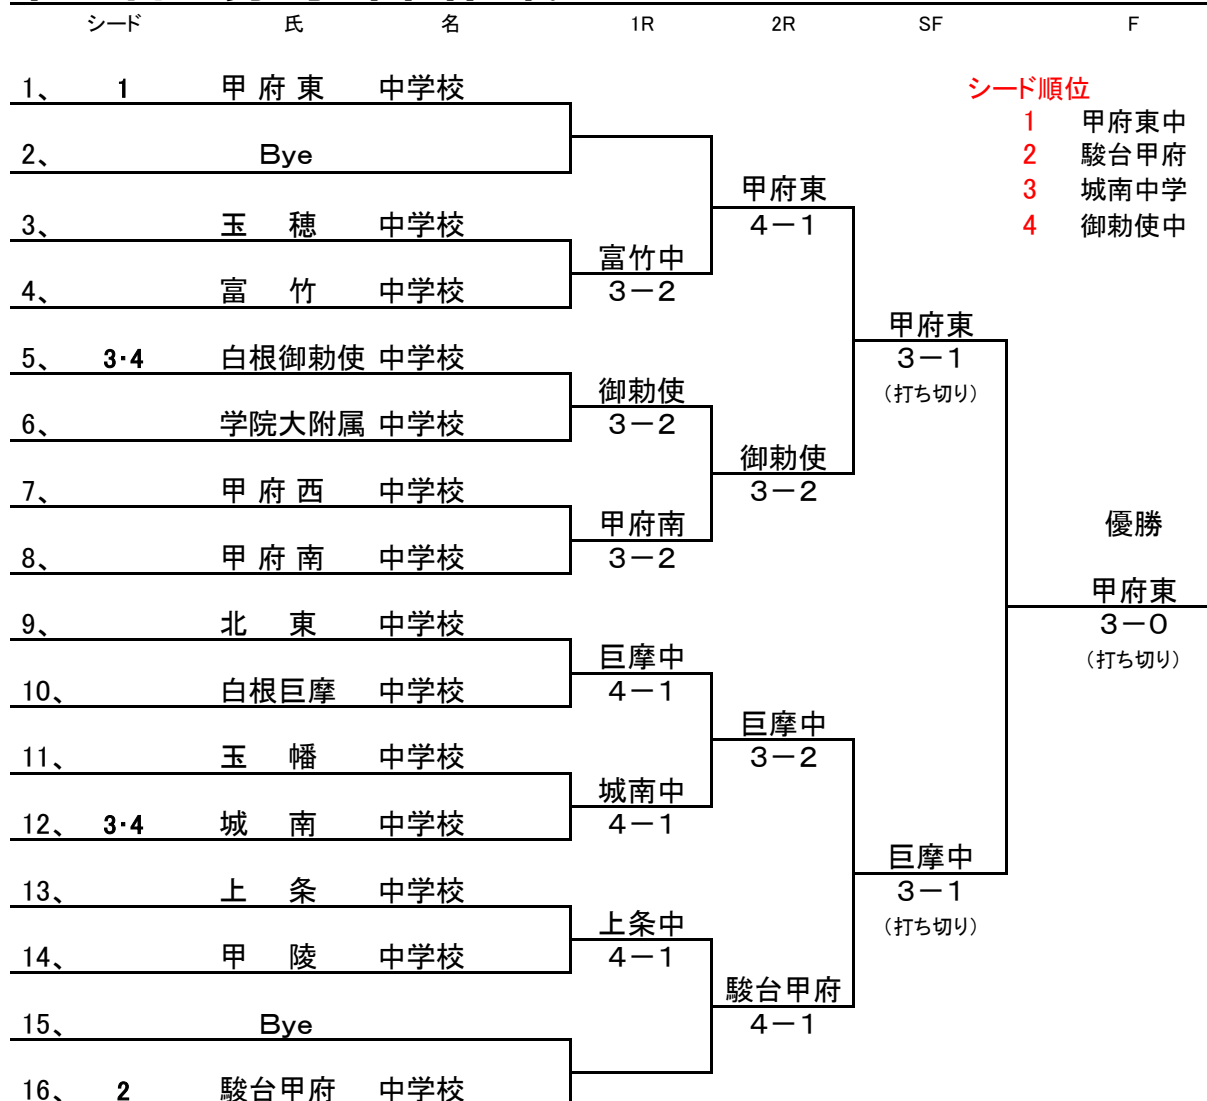 シード 氏 名 1R 2R SF F
1、 1 甲府東 中学校
シード順位
1 甲府東中
2、 Bye
2 駿台甲府
甲府東
3 城南中学
3、 玉穂 中学校
4－1
4 御勅使中
富竹中
4、 富竹 中学校
3－2
甲府東
5、 3･4 白根御勅使 中学校
3－1
（打ち切り）
御勅使
6、 学院大附属 中学校
3－2
御勅使
7、 甲府西 中学校
3－2
甲府南
優勝
8、 甲府南 中学校
3－2
甲府東
9、 北東 中学校
3－0
（打ち切り）
巨摩中
10、 白根巨摩 中学校
4－1
巨摩中
11、 玉幡 中学校
3－2
城南中
12、 3･4 城南 中学校
4－1
巨摩中
13、 上条 中学校
3－1
（打ち切り）
上条中
14、 甲陵 中学校
4－1
駿台甲府
15、 Bye
4－1
16、 2 駿台甲府 中学校